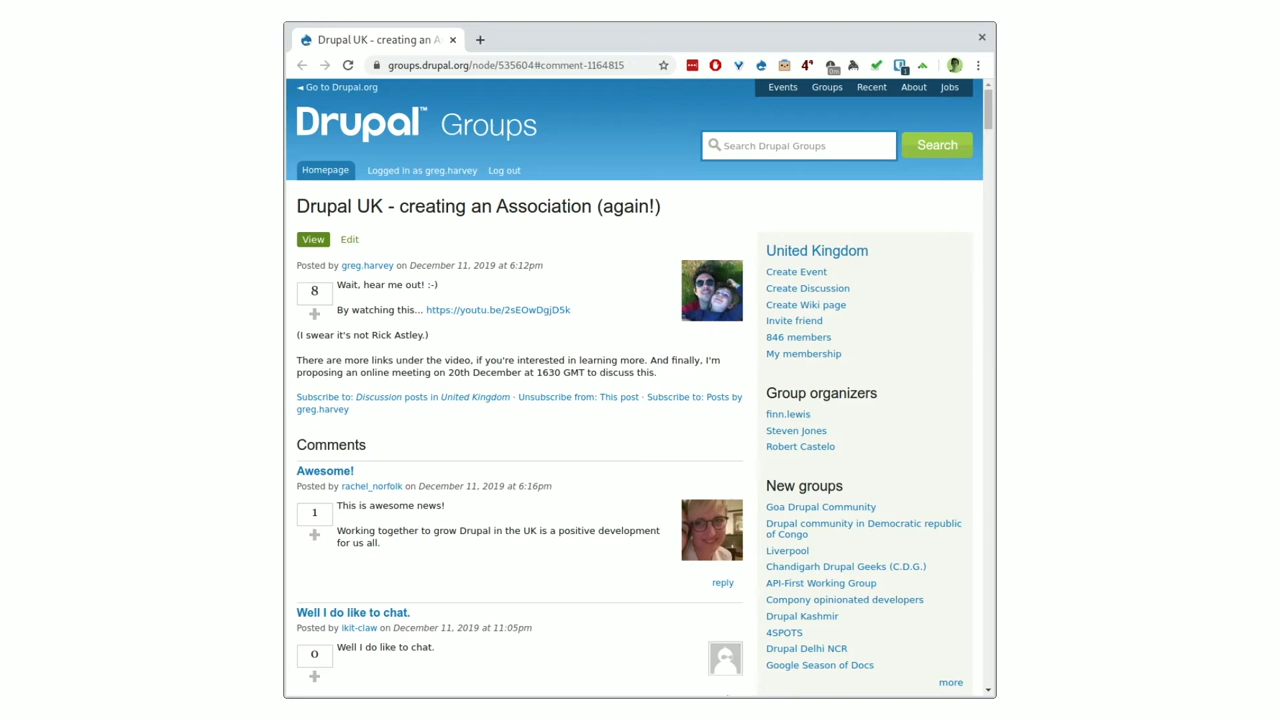 Drupal UK - creating an A
groups.drupal.org/node/535604#comment-1164815
◄ Go to Drupal.org
Events Groups Recent About Jobs
Drupal™ Groups
Search Drupal Groups
Search
Homepage
Logged in as greg.harvey
Log out
Drupal UK - creating an Association (again!)
View
Edit
Posted by greg.harvey on December 11, 2019 at 6:12pm
8
Wait, hear me out! :-)
By watching this... https://youtu.be/2sEOwDgjD5k
(I swear it's not Rick Astley.)
There are more links under the video, if you're interested in learning more. And finally, I'm
proposing an online meeting on 20th December at 1630 GMT to discuss this.
Subscribe to: Discussion posts in United Kingdom · Unsubscribe from: This post · Subscribe to: Posts by
greg.harvey
Comments
Awesome!
Posted by rachel_norfolk on December 11, 2019 at 6:16pm
1
This is awesome news!
Working together to grow Drupal in the UK is a positive development
for us all.
reply
Well I do like to chat.
Posted by ikit-claw on December 11, 2019 at 11:05pm
0
Well I do like to chat.
United Kingdom
Create Event
Create Discussion
Create Wiki page
Invite friend
846 members
My membership
Group organizers
finn.lewis
Steven Jones
Robert Castelo
New groups
Goa Drupal Community
Drupal community in Democratic republic
of Congo
Liverpool
Chandigarh Drupal Geeks (C.D.G.)
API-First Working Group
Compony opinionated developers
Drupal Kashmir
4SPOTS
Drupal Delhi NCR
Google Season of Docs
more